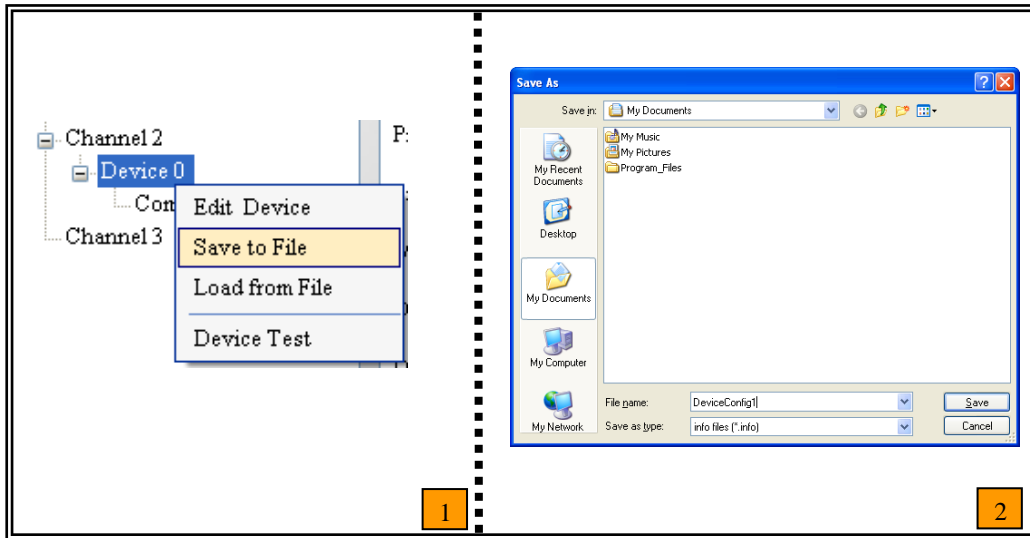 Channel 2
Device 0
Channel 3
Edit Device
Save to File
Load from File
Device Test
1
Save As
Save in:
My Documents
My Recent
Documents
Desktop
My Documents
My Computer
My Network
My Music
My Pictures
Program_Files
File name:
DeviceConfig1
Save
Save as type:
info files (*.info)
Cancel
2